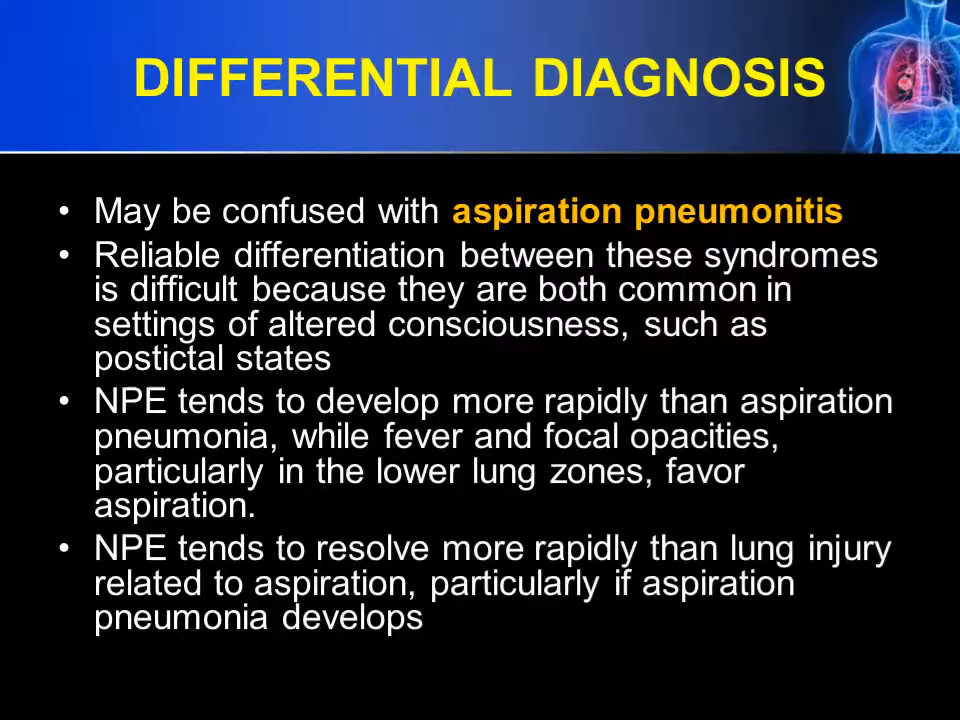 DIFFERENTIAL DIAGNOSIS
• May be confused with aspiration pneumonitis
• Reliable differentiation between these syndromes
is difficult because they are both common in
settings of altered consciousness, such as
postictal states
• NPE tends to develop more rapidly than aspiration
pneumonia, while fever and focal opacities,
particularly in the lower lung zones, favor
aspiration.
• NPE tends to resolve more rapidly than lung injury
related to aspiration, particularly if aspiration
pneumonia develops